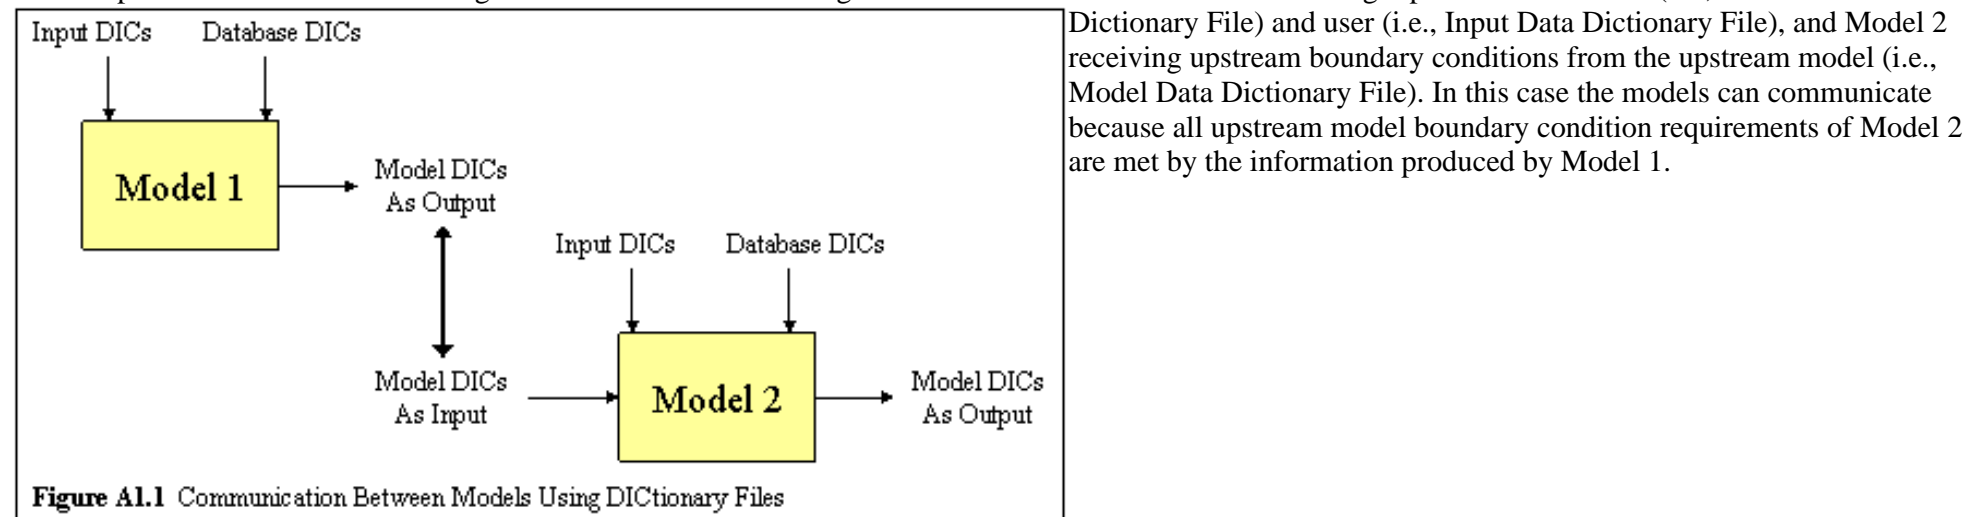 Input DICs Database DICs
Model 1
Model DICs
As Output
Input DICs Database DICs
Model DICs
As Input
Model 2
Model DICs
As Output
Figure A1.1 Communication Between Models Using DICtionary Files
Dictionary File) and user (i.e., Input Data Dictionary File), and Model 2
receiving upstream boundary conditions from the upstream model (i.e.,
Model Data Dictionary File). In this case the models can communicate
because all upstream model boundary condition requirements of Model 2
are met by the information produced by Model 1.